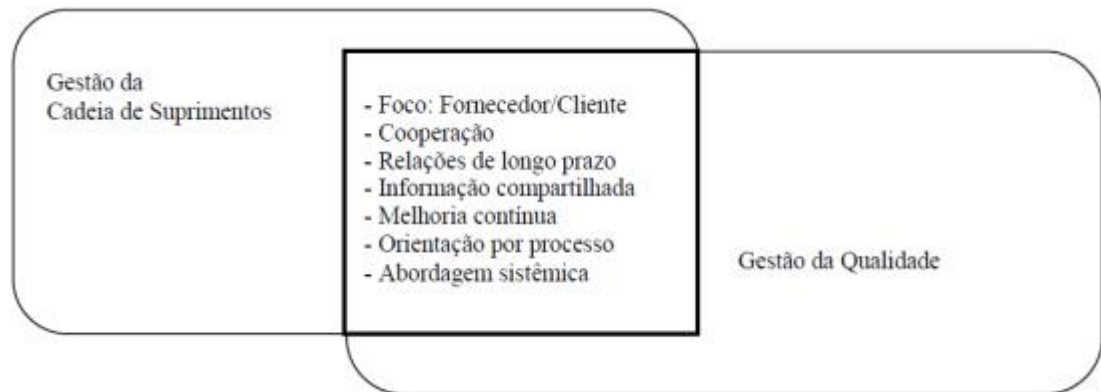 Gestão da
Cadeia de Suprimentos
- Foco: Fornecedor/Cliente
- Cooperação
- Relações de longo prazo
- Informação compartilhada
- Melhoria contínua
- Orientação por processo
- Abordagem sistêmica
Gestão da Qualidade